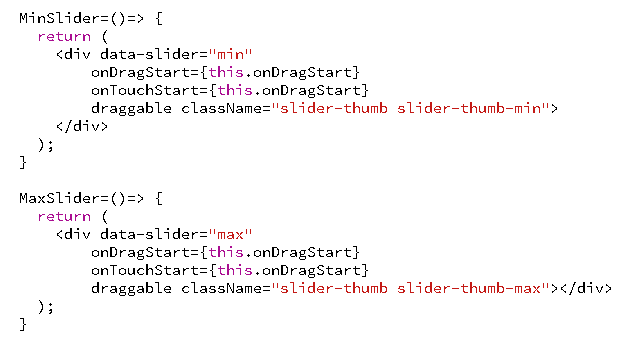 MinSlider=()=> {
  return (
    <div data-slider="min"
        onDragStart={this.onDragStart}
        onTouchStart={this.onDragStart}
        draggable className="slider-thumb slider-thumb-min">
    </div>
  );
}

MaxSlider=()=> {
  return (
    <div data-slider="max"
        onDragStart={this.onDragStart}
        onTouchStart={this.onDragStart}
        draggable className="slider-thumb slider-thumb-max"></div>
  );
}